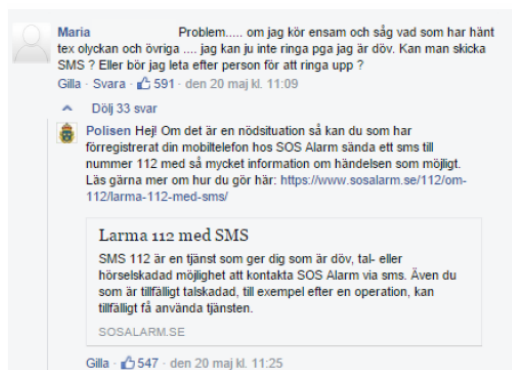 Maria Problem..... om jag kör ensam och såg vad som har hänt
tex olyckan och övriga .... jag kan ju inte ringa pga jag är döv. Kan man skicka
SMS ? Eller bör jag leta efter person för att ringa upp ?
Gilla · Svara · 591 · den 20 maj kl. 11:09
Dölj 33 svar
Polisen Hej! Om det är en nödsituation så kan du som har
förregistrerat din mobiltelefon hos SOS Alarm sända ett sms till
nummer 112 med så mycket information om händelsen som möjligt.
Läs gärna mer om hur du gör här: https://www.sosalarm.se/112/om-
112/larma-112-med-sms/
Larma 112 med SMS
SMS 112 är en tjänst som ger dig som är döv, tal- eller
hörselskadad möjlighet att kontakta SOS Alarm via sms. Även du
som är tillfälligt talskadad, till exempel efter en operation, kan
tillfälligt få använda tjänsten.
SOSALARM.SE
Gilla · 547 · den 20 maj kl. 11:25